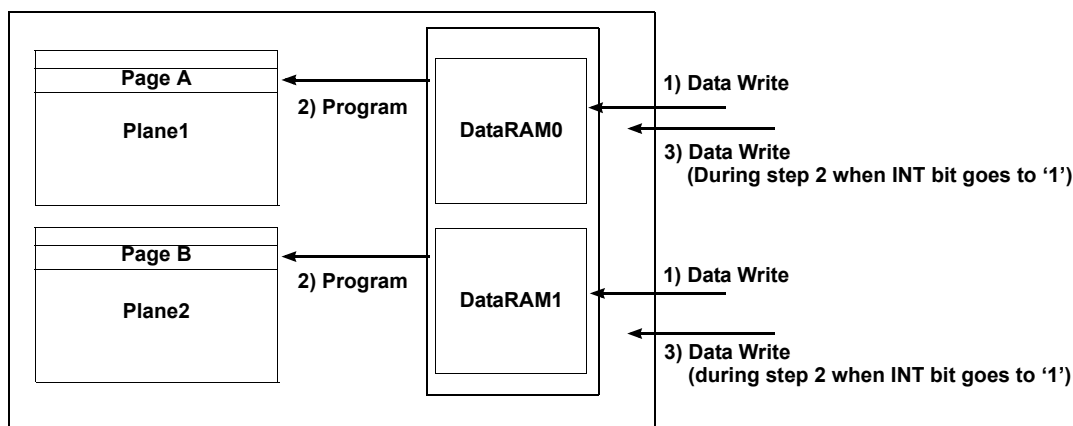 Page A
Plane1
2) Program
DataRAM0
1) Data Write
3) Data Write
(During step 2 when INT bit goes to ‘1’)
Page B
Plane2
2) Program
DataRAM1
1) Data Write
3) Data Write
(during step 2 when INT bit goes to ‘1’)